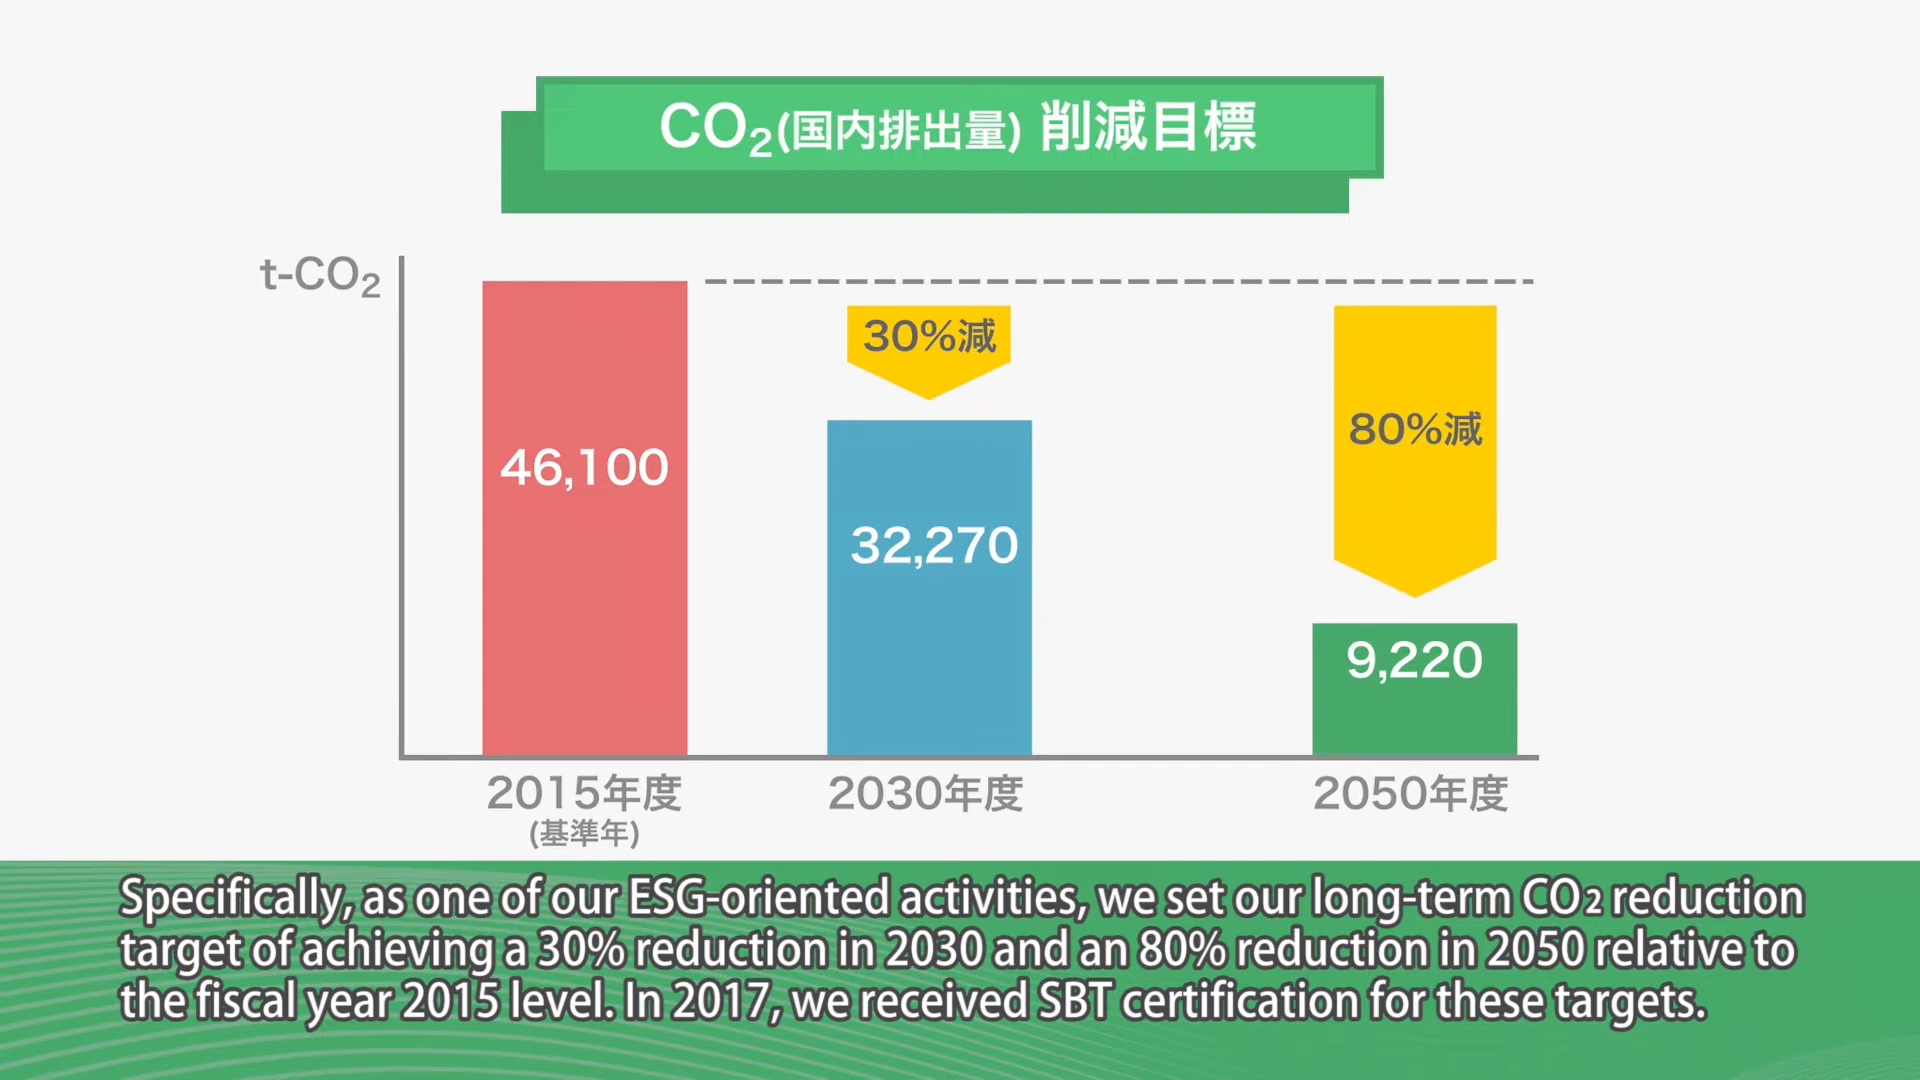 CO₂(国内排出量) 削減目標
t-CO₂
30%減
80%減
46,100
32,270
9,220
2015年度
(基準年)
2030年度
2050年度
Specifically, as one of our ESG-oriented activities, we set our long-term CO₂ reduction
target of achieving a 30% reduction in 2030 and an 80% reduction in 2050 relative to
the fiscal year 2015 level. In 2017, we received SBT certification for these targets.